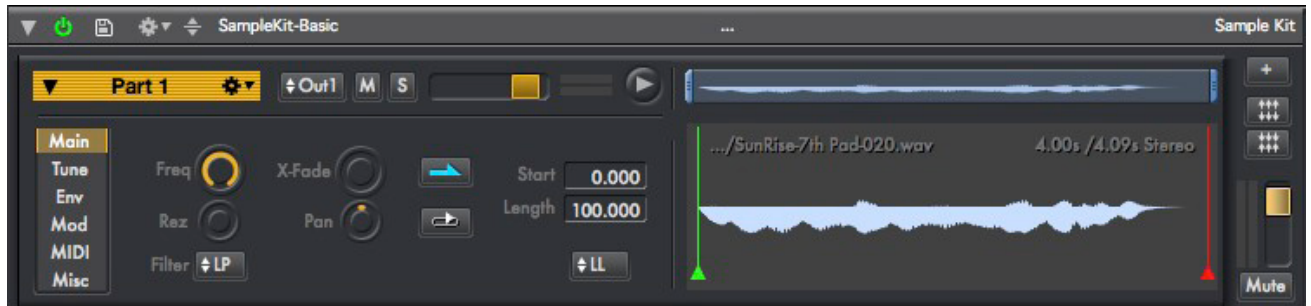 SampleKit-Basic ... Sample Kit
Part 1 Out1 M S +
Main
Tune
Env
Mod
MIDI
Misc
Freq X-Fade Start 0.000
Rez Pan Length 100.000
Filter LP LL
.../SunRise-7th Pad-020.wav 4.00s /4.09s Stereo
Mute